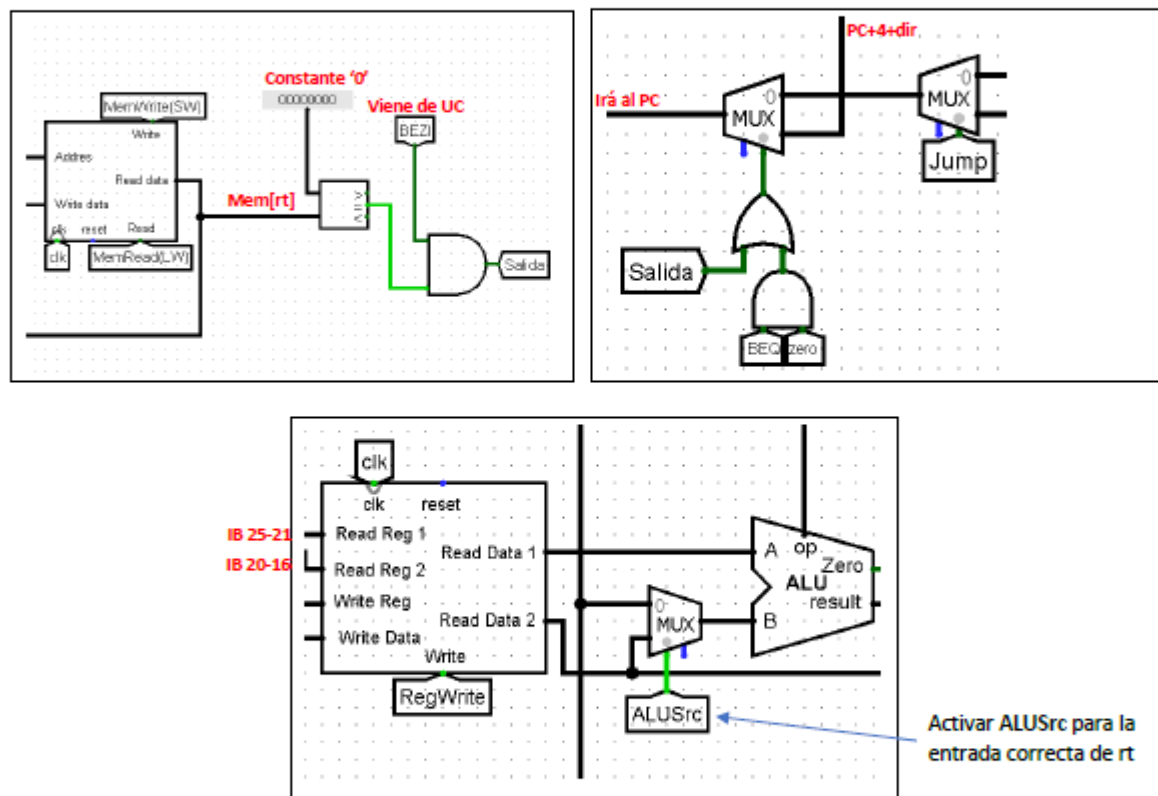 MemWrite(SW)
Write
Addres
Read data
Write data
clk
reset
Read
clk
MemRead(LW)
Constante ‘0’
00000000
Viene de UC
BEZI
Mem[rt]
>
=
<
Salida
PC+4+dir
Irá al PC
0
MUX
0
MUX
Jump
Salida
BEQ
zero
clk
clk
reset
IB 25-21
Read Reg 1
Read Data 1
IB 20-16
Read Reg 2
Write Reg
Read Data 2
Write Data
Write
RegWrite
0
MUX
ALUSrc
A
op
Zero
ALU
result
B
Activar ALUSrc para la
entrada correcta de rt